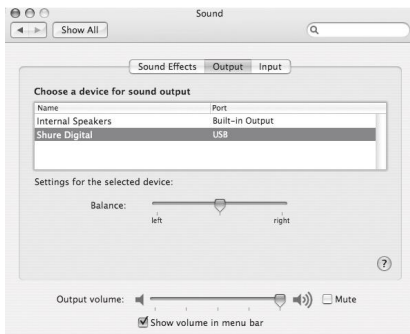 Sound
Show All
Sound Effects Output Input
Choose a device for sound output
Name Port
Internal Speakers Built-in Output
Shure Digital USB
Settings for the selected device:
Balance:
left right
?
Output volume: Mute
Show volume in menu bar